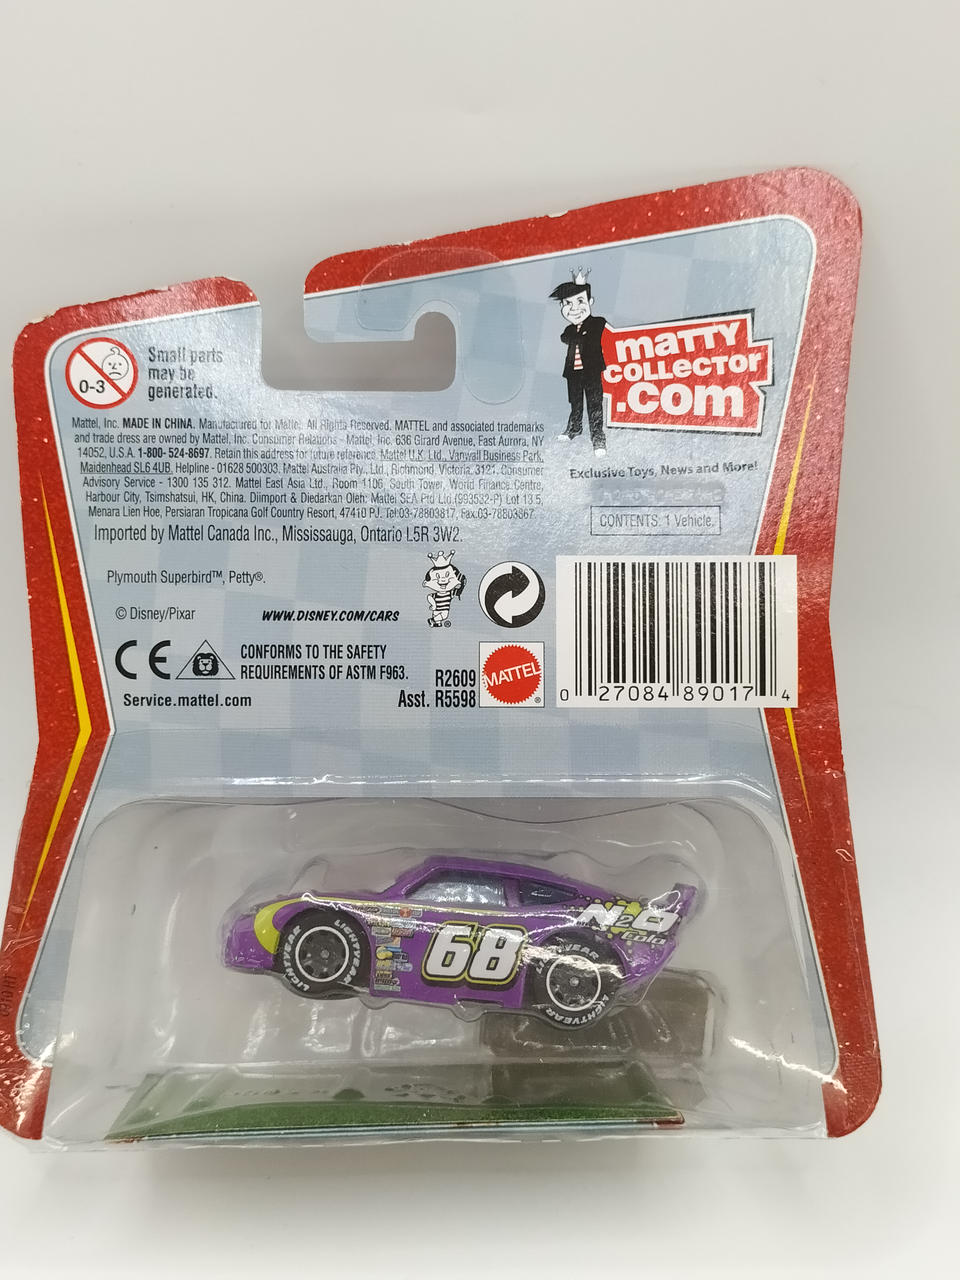 0-3
Small parts
may be
generated.
matty
collector
.com
Exclusive Toys, News and More!
CONTENTS: 1 Vehicle.
Mattel, Inc. MADE IN CHINA. Manufactured for Mattel. All Rights Reserved. MATTEL and associated trademarks
and trade dress are owned by Mattel, Inc. Consumer Relations - Mattel, Inc. 636 Girard Avenue, East Aurora, NY
14052, U.S.A. 1-800-524-8697. Retain this address for future reference. Mattel U.K. Ltd., Vanwall Business Park,
Maidenhead SL6 4UB. Helpline - 01628 500303. Mattel Australia Pty., Ltd., Richmond, Victoria. 3121. Consumer
Advisory Service - 1300 135 312. Mattel East Asia Ltd., Room 1106, South Tower, World Finance Centre,
Harbour City, Tsimshatsui, HK, China. Diimport & Diedarkan Oleh: Mattel SEA Ptd Ltd.(993532-P) Lot 13.5,
Menara Lien Hoe, Persiaran Tropicana Golf Country Resort, 47410 PJ. Tel:03-78803817, Fax:03-78803867.
Imported by Mattel Canada Inc., Mississauga, Ontario L5R 3W2.
Plymouth Superbird™, Petty®.
© Disney/Pixar
WWW.DISNEY.COM/CARS
CE
CONFORMS TO THE SAFETY
REQUIREMENTS OF ASTM F963.
Service.mattel.com
R2609
Asst. R5598
MATTEL
®
0 27084 89017 4
68
N2O
Cola
LIGHTYEAR
LIGHTYEAR
LIGHTYEAR